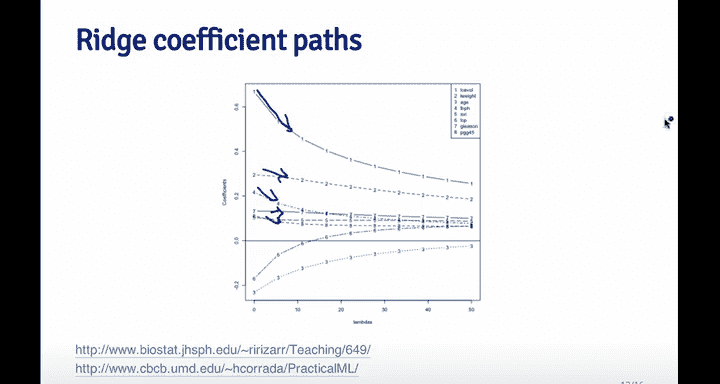 Ridge coefficient paths
1 lcavol
2 lweight
3 age
4 lbph
5 svi
6 lcp
7 gleason
8 pgg45
Coefficients
0.6
0.4
0.2
0.0
-0.2
0 10 20 30 40 50
lambdas
http://www.biostat.jhsph.edu/~ririzarr/Teaching/649/
http://www.cbcb.umd.edu/~hcorrada/PracticalML/